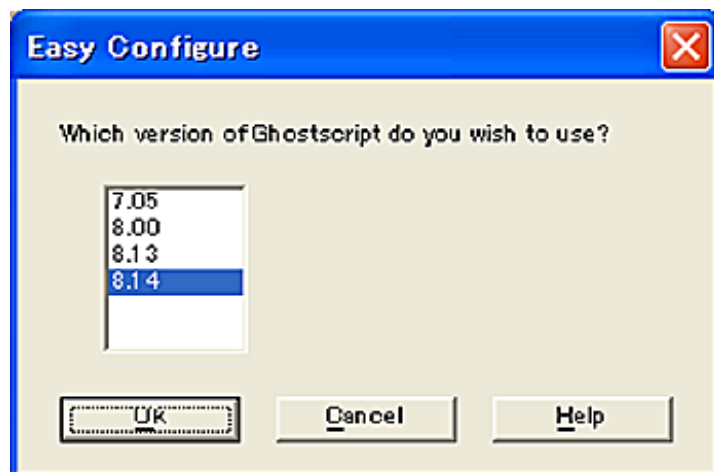 Easy Configure
Which version of Ghostscript do you wish to use?
7.05
8.00
8.13
8.14
OK
Cancel
Help